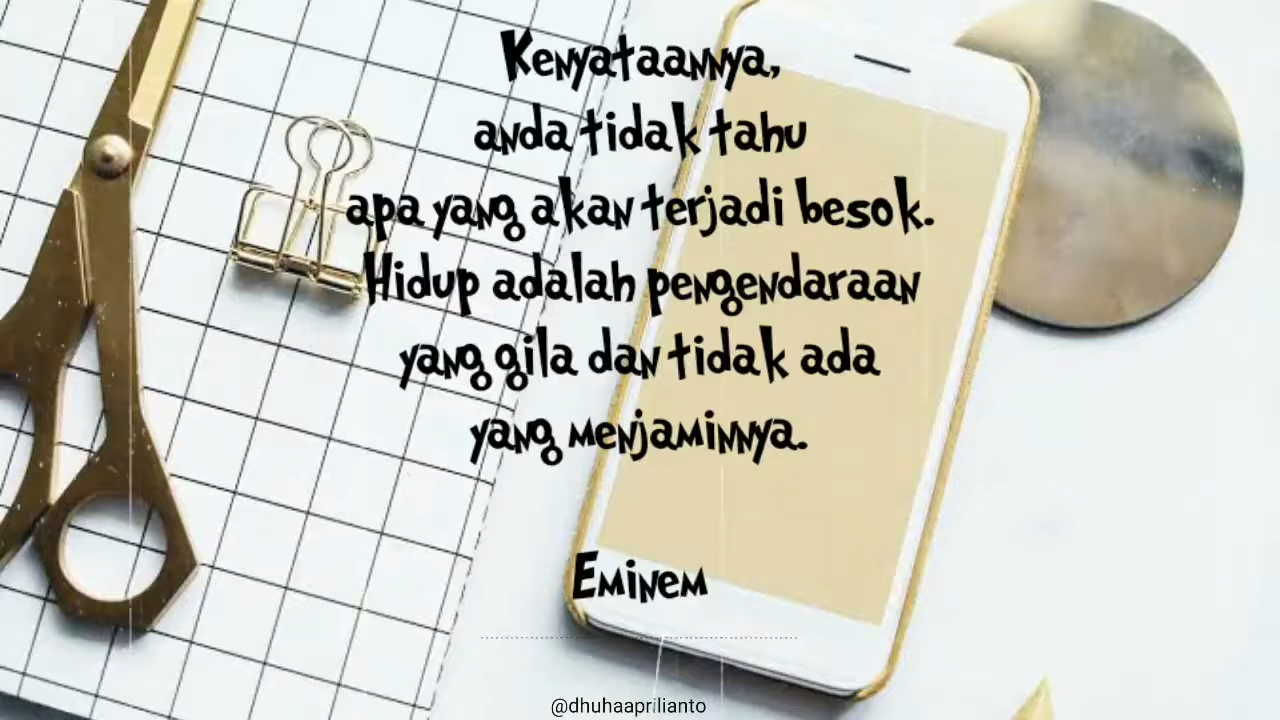 Kenyataannya,
anda tidak tahu
apa yang akan terjadi besok.
Hidup adalah pengendaraan
yang gila dan tidak ada
yang menjaminnya.
Eminem
@dhuhaaprilianto